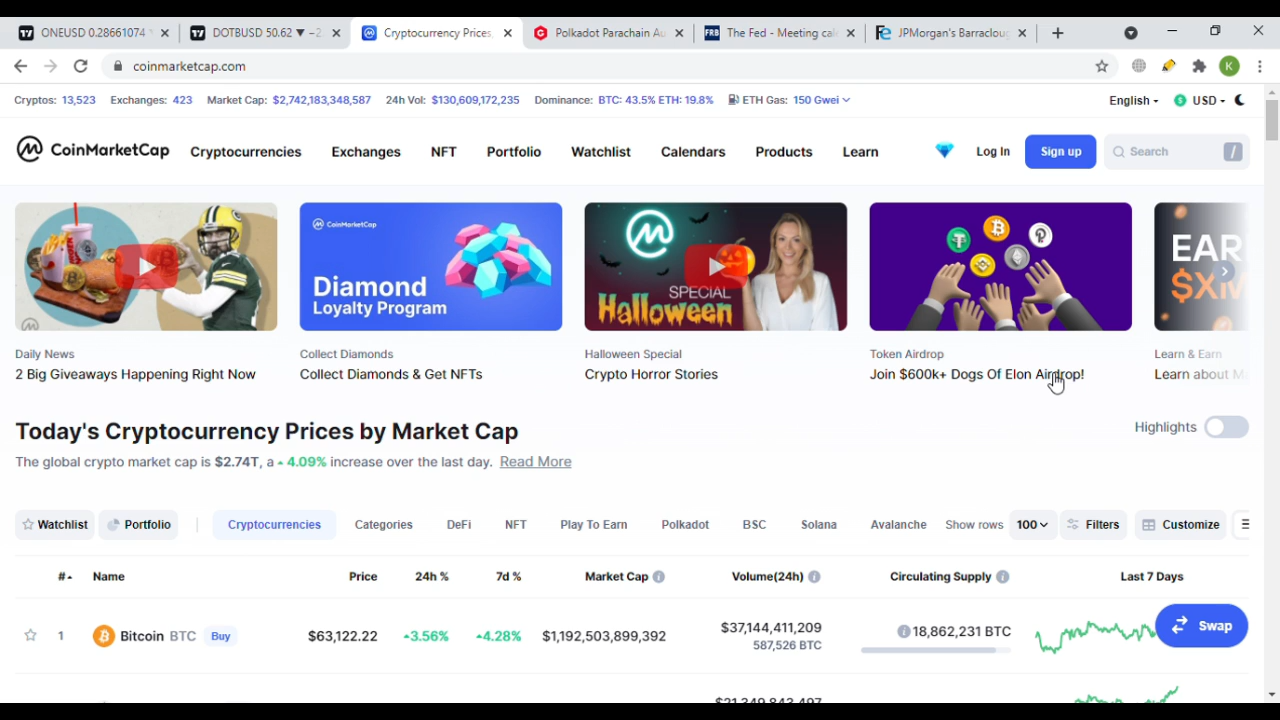 ONEUSD 0.28661074
DOTBUSD 50.62 ▼ −2
Cryptocurrency Prices,
Polkadot Parachain Au
FRB The Fed - Meeting cal
Fe JPMorgan's Barracloug
coinmarketcap.com
K
Cryptos: 13,523 Exchanges: 423 Market Cap: $2,742,183,348,587 24h Vol: $130,609,172,235 Dominance: BTC: 43.5% ETH: 19.8% ETH Gas: 150 Gwei
English USD
CoinMarketCap Cryptocurrencies Exchanges NFT Portfolio Watchlist Calendars Products Learn Log In Sign up Search /
CoinMarketCap
Diamond
Loyalty Program
SPECIAL
Halloween
EAR
$XIV
Daily News
2 Big Giveaways Happening Right Now
Collect Diamonds
Collect Diamonds & Get NFTs
Halloween Special
Crypto Horror Stories
Token Airdrop
Join $600k+ Dogs Of Elon Airdrop!
Learn & Earn
Learn about
Today's Cryptocurrency Prices by Market Cap
Highlights
The global crypto market cap is $2.74T, a 4.09% increase over the last day. Read More
Watchlist Portfolio Cryptocurrencies Categories DeFi NFT Play To Earn Polkadot BSC Solana Avalanche Show rows 100 Filters Customize
# Name Price 24h % 7d % Market Cap Volume(24h) Circulating Supply Last 7 Days
1 Bitcoin BTC Buy $63,122.22 3.56% 4.28% $1,192,503,899,392 $37,144,411,209 18,862,231 BTC
587,526 BTC
Swap